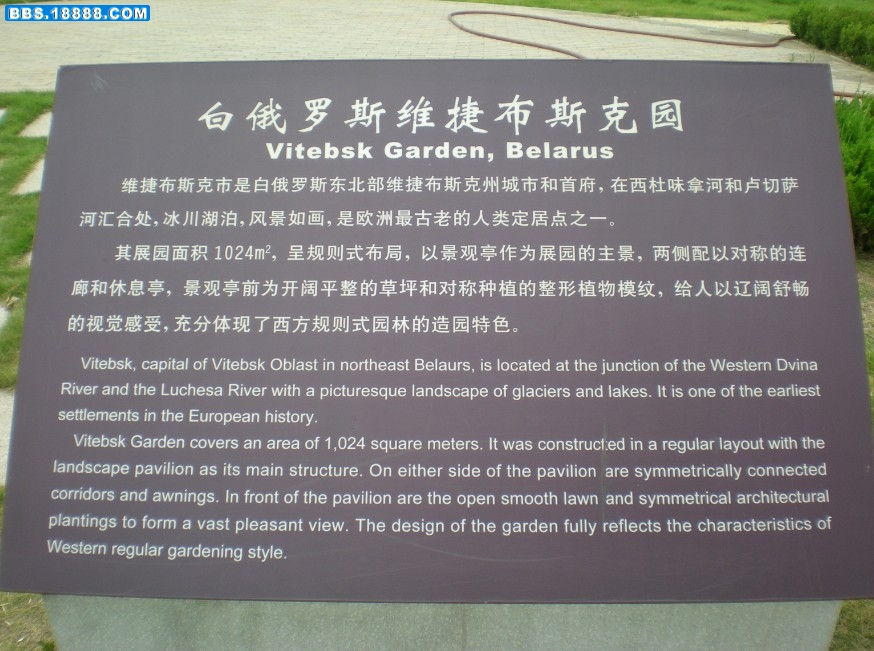 BBS.18888.COM
白俄罗斯维捷布斯克园
Vitebsk Garden, Belarus
维捷布斯克市是白俄罗斯东北部维捷布斯克州城市和首府，在西杜味拿河和卢切萨
河汇合处，冰川湖泊，风景如画，是欧洲最古老的人类定居点之一。
其展园面积1024m²，呈规则式布局，以景观亭作为展园的主景，两侧配以对称的连
廊和休息亭，景观亭前为开阔平整的草坪和对称种植的整形植物模纹，给人以辽阔舒畅
的视觉感受，充分体现了西方规则式园林的造园特色。
Vitebsk, capital of Vitebsk Oblast in northeast Belaurs, is located at the junction of the Western Dvina
River and the Luchesa River with a picturesque landscape of glaciers and lakes. It is one of the earliest
settlements in the European history.
Vitebsk Garden covers an area of 1,024 square meters. It was constructed in a regular layout with the
landscape pavilion as its main structure. On either side of the pavilion are symmetrically connected
corridors and awnings. In front of the pavilion are the open smooth lawn and symmetrical architectural
plantings to form a vast pleasant view. The design of the garden fully reflects the characteristics of
Western regular gardening style.